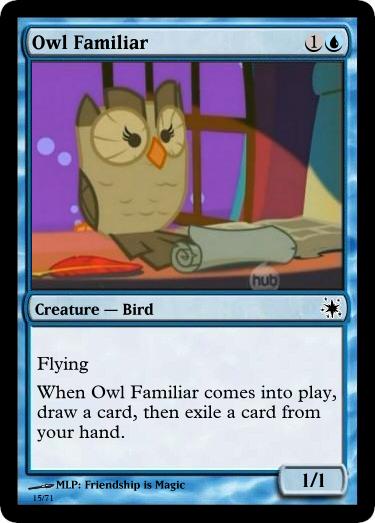 Owl Familiar 1
hub
Creature — Bird
Flying
When Owl Familiar comes into play,
draw a card, then exile a card from
your hand.
MLP: Friendship is Magic
1/1
15/71